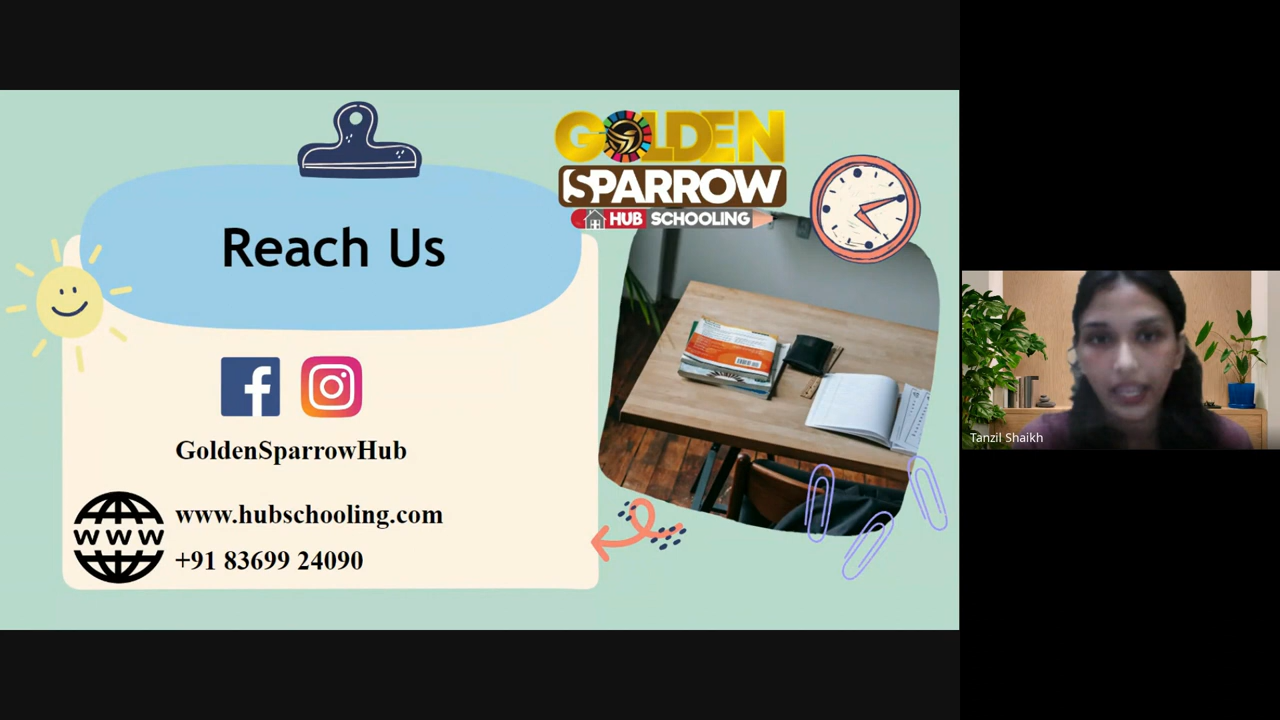 GOLDEN
SPARROW
HUB SCHOOLING
Reach Us
GoldenSparrowHub
www
www.hubschooling.com
+91 83699 24090
Tanzil Shaikh